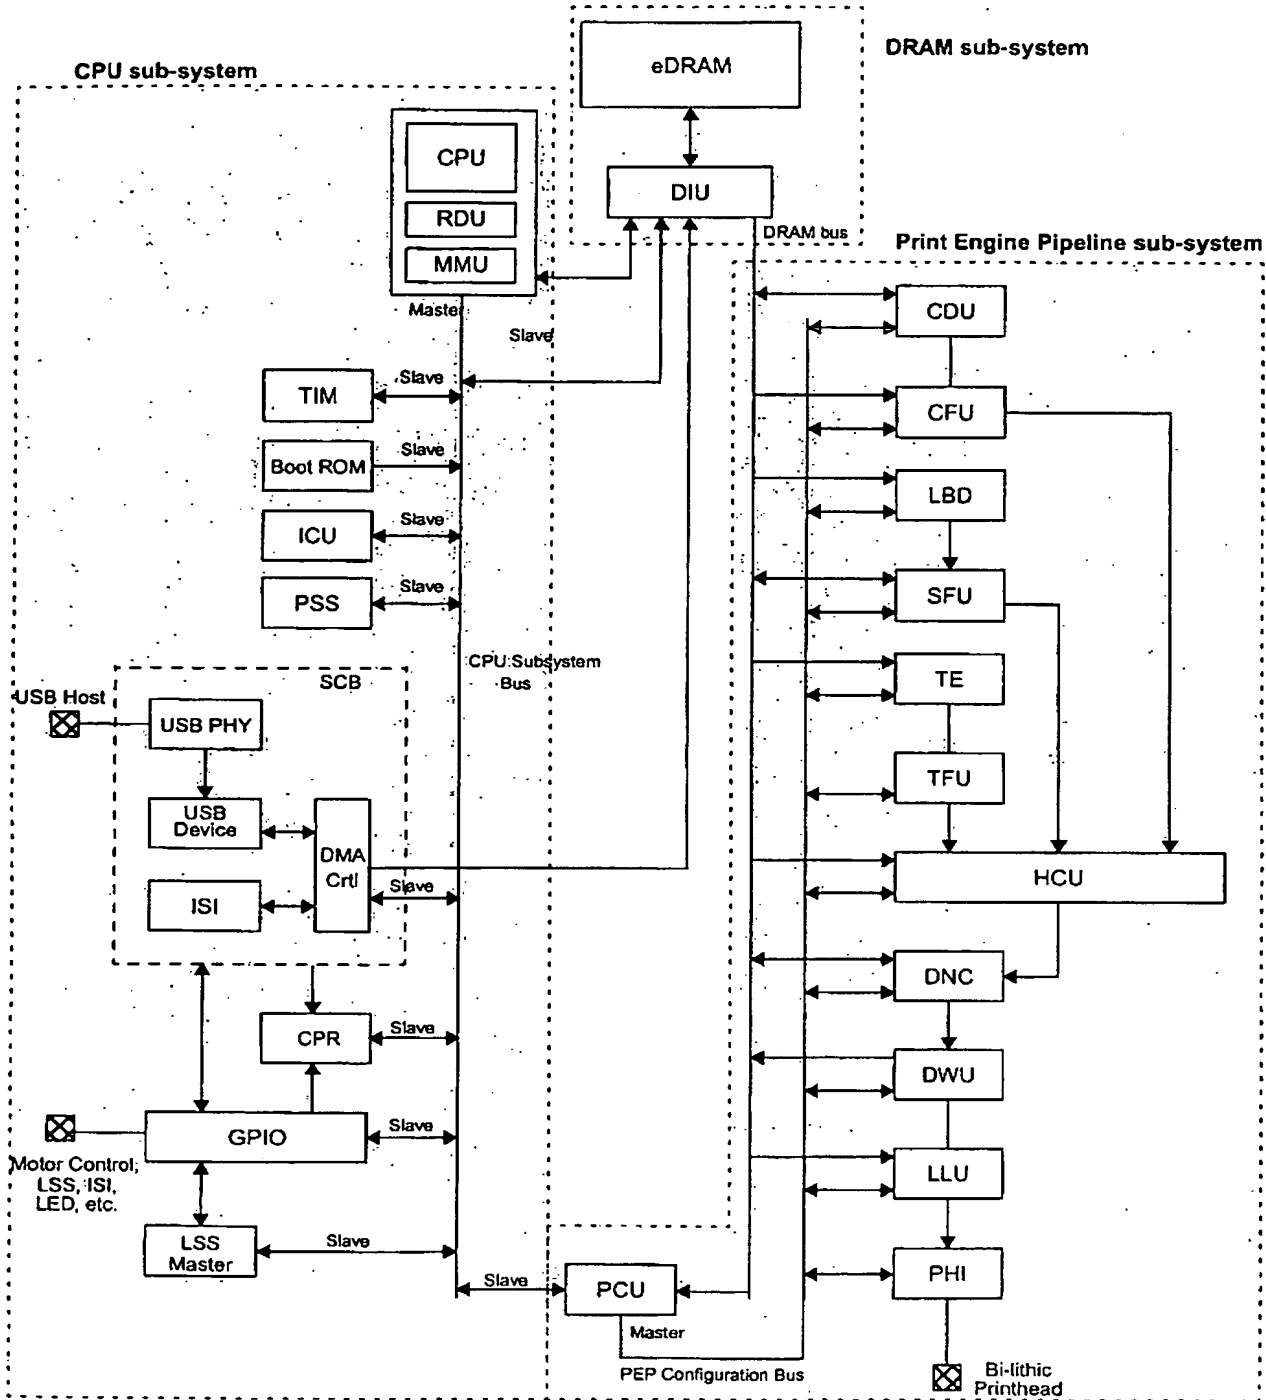 DRAM sub-system
eDRAM
CPU sub-system
CPU
DIU
RDU
DRAM bus
Print Engine Pipeline sub-system
MMU
Master
CDU
Slave
Slave
TIM
CFU
Slave
Boot ROM
LBD
Slave
ICU
Slave
PSS
SFU
CPU Subsystem
Bus
SCB
TE
USB Host
USB PHY
TFU
USB
Device
DMA
Crtl
HCU
Slave
ISI
DNC
Slave
CPR
DWU
Slave
GPIO
Motor Control,
LSS, ISI,
LED, etc.
LLU
LSS
Master
Slave
PHI
Slave
PCU
Master
PEP Configuration Bus
Bi-lithic
Printhead